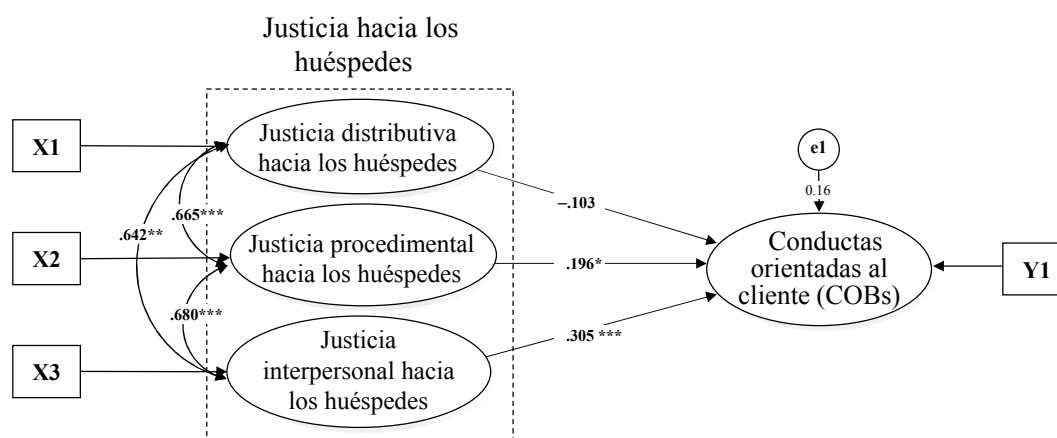 Justicia hacia los
huéspedes
X1
Justicia distributiva
hacia los huéspedes
e1
0.16
–.103
.665***
.642**
X2
Justicia procedimental
hacia los huéspedes
.196*
Conductas
orientadas al
cliente (COBs)
Y1
.680***
.305 ***
X3
Justicia
interpersonal hacia
los huéspedes